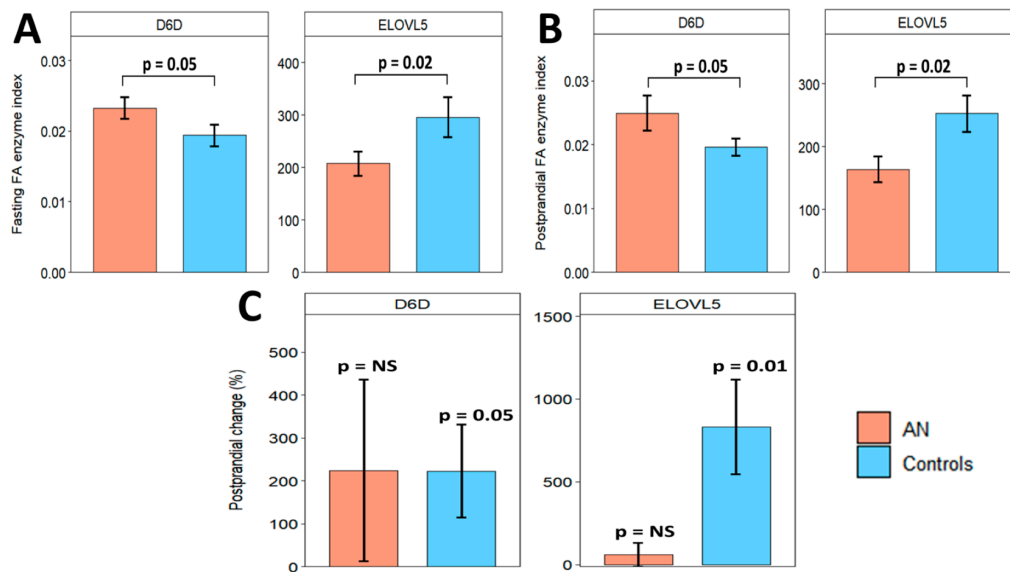 A
D6D
ELOVL5
Fasting FA enzyme index
0.03
0.02
0.01
0.00
p = 0.05
400
300
200
100
0
p = 0.02
B
D6D
ELOVL5
Postprandial FA enzyme index
0.03
0.02
0.01
0.00
p = 0.05
300
200
100
0
p = 0.02
C
D6D
ELOVL5
Postprandial change (%)
500
400
300
200
100
0
p = NS
p = 0.05
1500
1000
500
0
p = NS
p = 0.01
AN
Controls